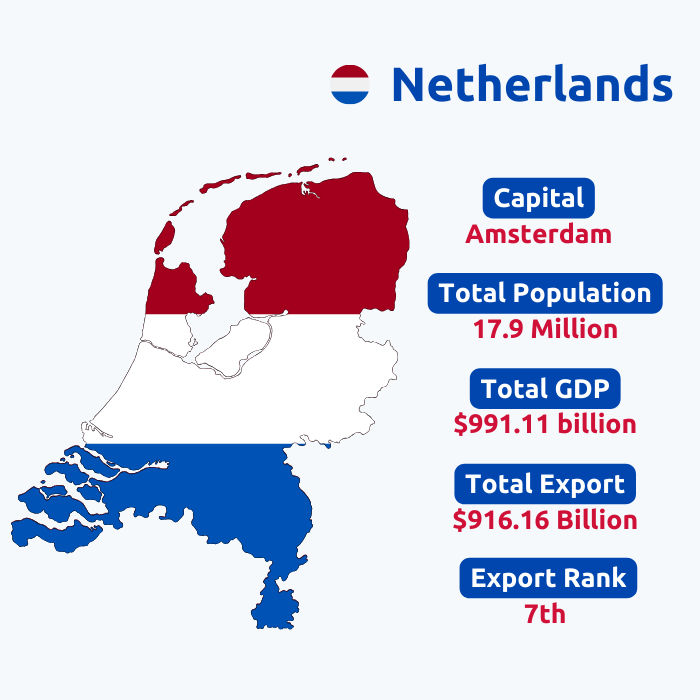 Netherlands
Capital
Amsterdam
Total Population
17.9 Million
Total GDP
$991.11 billion
Total Export
$916.16 Billion
Export Rank
7th